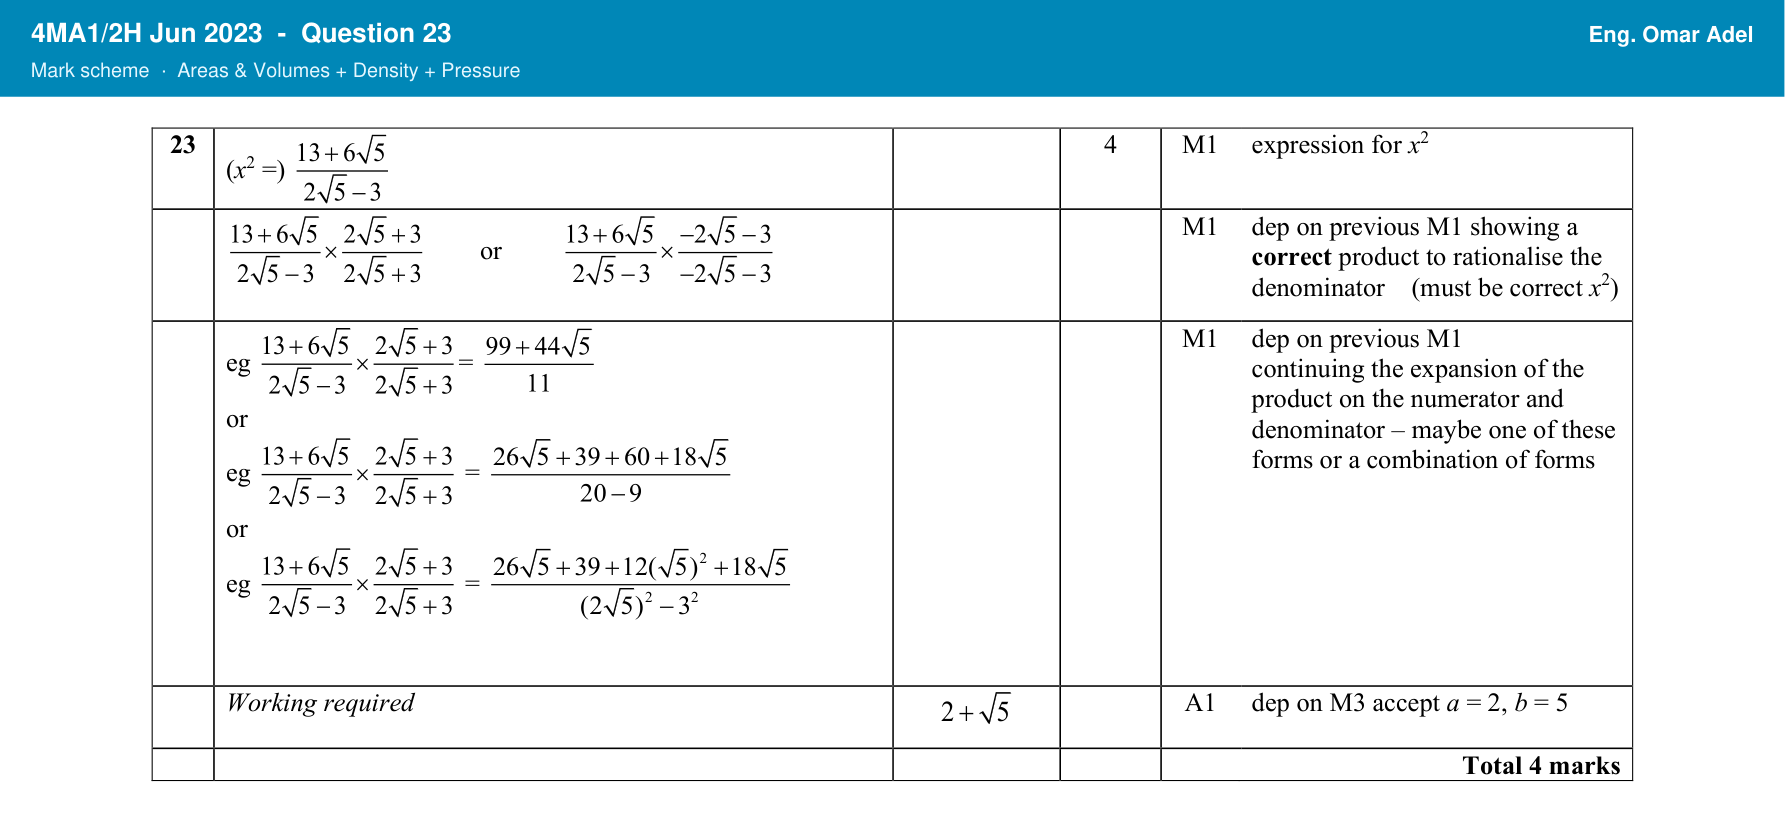 4MA1/2H Jun 2023 - Question 23
Eng. Omar Adel
Mark scheme · Areas & Volumes + Density + Pressure
23 (x² =) (13 + 6√5)/(2√5 − 3) 4 M1 expression for x²
(13 + 6√5)/(2√5 − 3) × (2√5 + 3)/(2√5 + 3) or (13 + 6√5)/(2√5 − 3) × (−2√5 − 3)/(−2√5 − 3) M1 dep on previous M1 showing a
correct product to rationalise the
denominator (must be correct x²)
eg (13 + 6√5)/(2√5 − 3) × (2√5 + 3)/(2√5 + 3) = (99 + 44√5)/11 M1 dep on previous M1
continuing the expansion of the
product on the numerator and
denominator – maybe one of these
forms or a combination of forms
or
eg (13 + 6√5)/(2√5 − 3) × (2√5 + 3)/(2√5 + 3) = (26√5 + 39 + 60 + 18√5)/(20 − 9)
or
eg (13 + 6√5)/(2√5 − 3) × (2√5 + 3)/(2√5 + 3) = (26√5 + 39 + 12(√5)² + 18√5)/((2√5)² − 3²)
Working required 2 + √5 A1 dep on M3 accept a = 2, b = 5
Total 4 marks